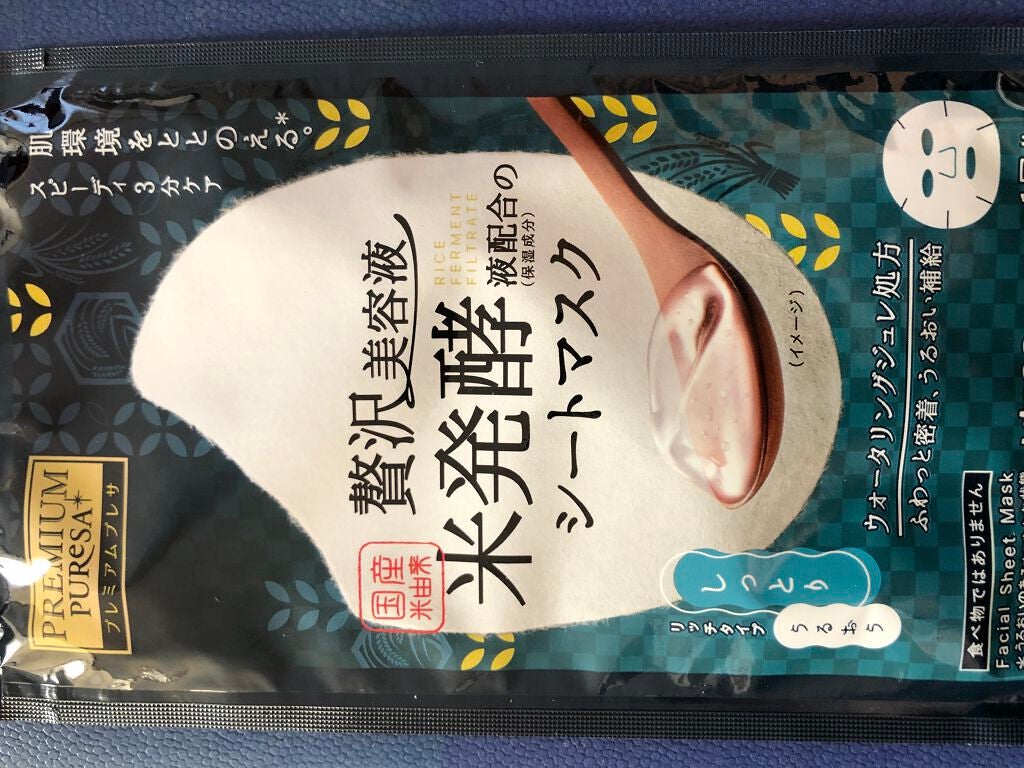 肌環境をととのえる。*
スピーディ3分ケア
PREMIUM
PURESA*
プレミアムプレサ
贅沢美容液
国産
米由来
米発酵液配合の
(保湿成分)
RICE
FERMENT
FILTRATE
シートマスク
(イメージ)
リッチタイプ
しっとり
うるおう
ウォータリングジュレ処方
ふわっと密着、うるおい補給
食べ物ではありません
Facial Sheet Mask